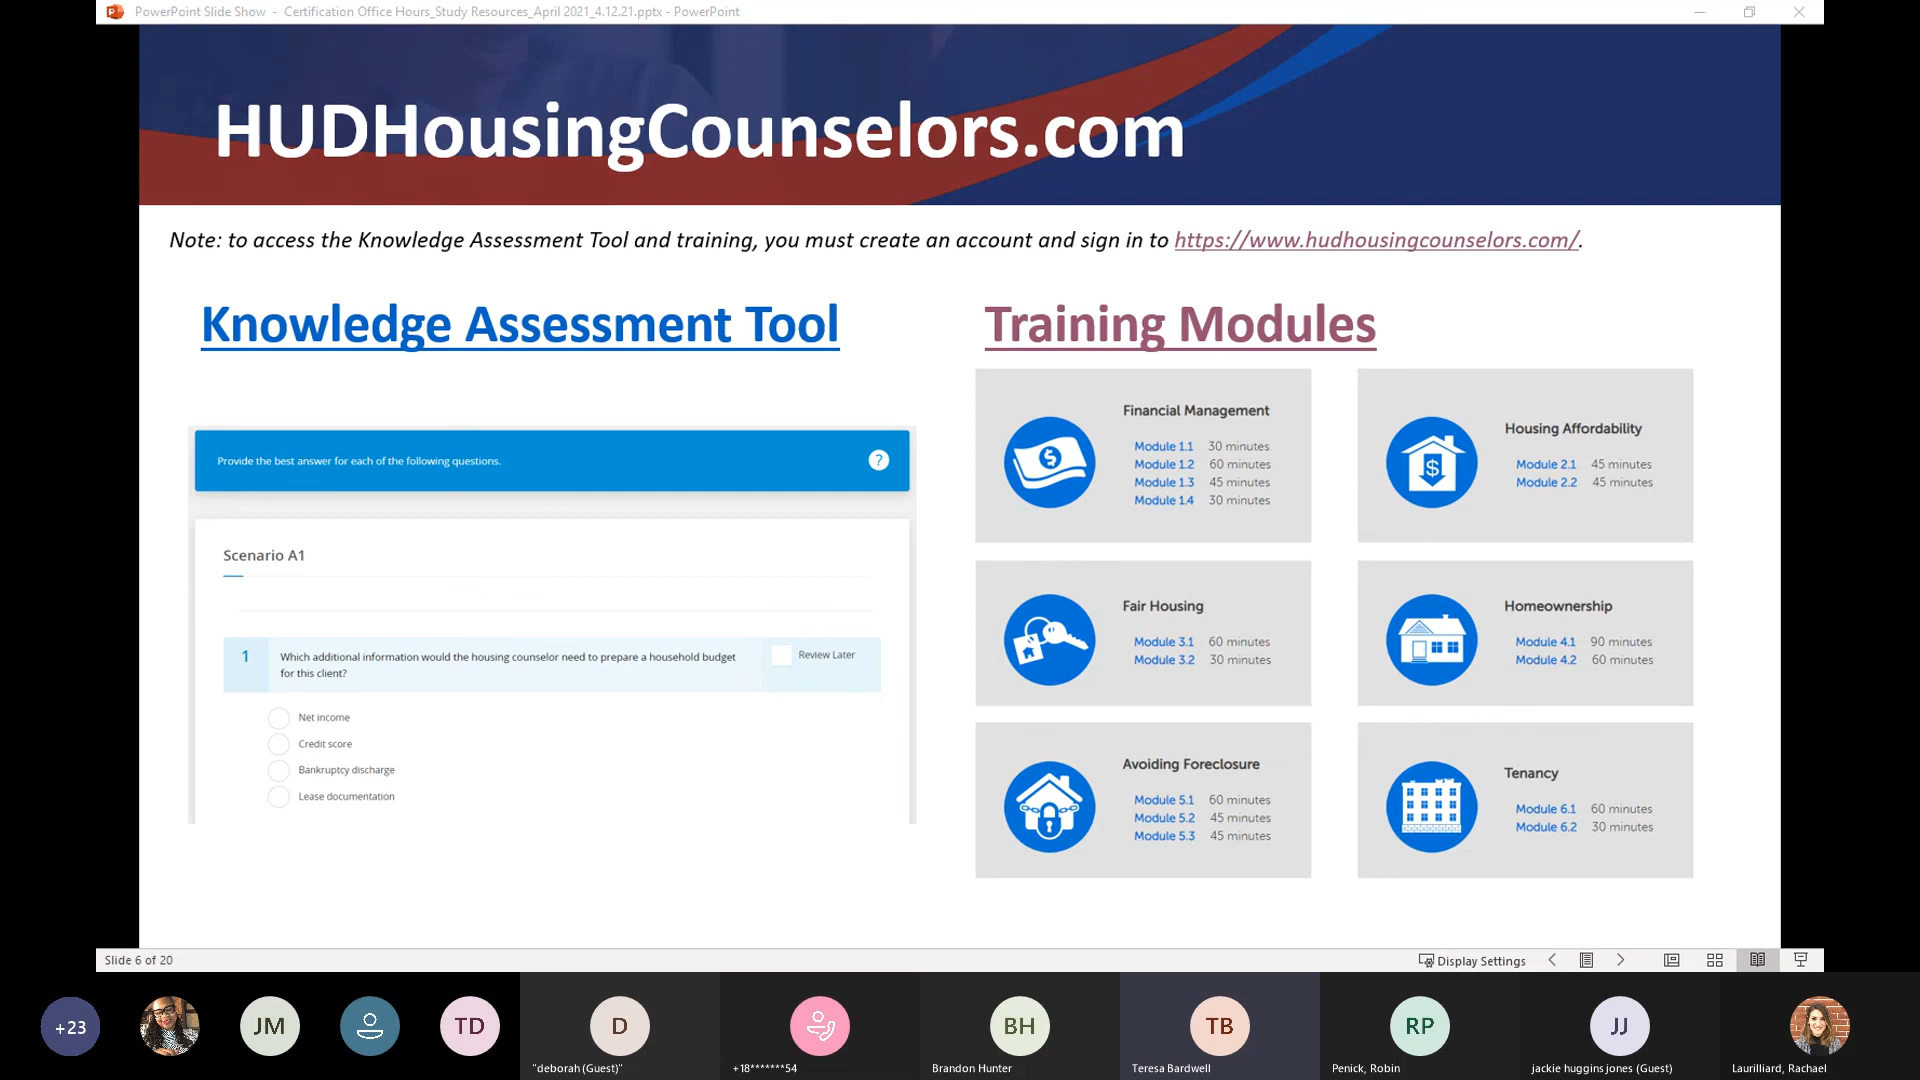 PowerPoint Slide Show - Certification Office Hours_Study Resources_April 2021_4.12.21.pptx - PowerPoint
HUDHousingCounselors.com
Note: to access the Knowledge Assessment Tool and training, you must create an account and sign in to https://www.hudhousingcounselors.com/.
Knowledge Assessment Tool
Provide the best answer for each of the following questions.
?
Scenario A1
1
Which additional information would the housing counselor need to prepare a household budget
for this client?
Review Later
Net income
Credit score
Bankruptcy discharge
Lease documentation
Training Modules
Financial Management
Module 1.1 30 minutes
Module 1.2 60 minutes
Module 1.3 45 minutes
Module 1.4 30 minutes
Housing Affordability
Module 2.1 45 minutes
Module 2.2 45 minutes
Fair Housing
Module 3.1 60 minutes
Module 3.2 30 minutes
Homeownership
Module 4.1 90 minutes
Module 4.2 60 minutes
Avoiding Foreclosure
Module 5.1 60 minutes
Module 5.2 45 minutes
Module 5.3 45 minutes
Tenancy
Module 6.1 60 minutes
Module 6.2 30 minutes
Slide 6 of 20
Display Settings
+23
JM
TD
D
"deborah (Guest)"
+18*******54
BH
Brandon Hunter
TB
Teresa Bardwell
RP
Penick, Robin
JJ
jackie huggins jones (Guest)
Laurilliard, Rachael